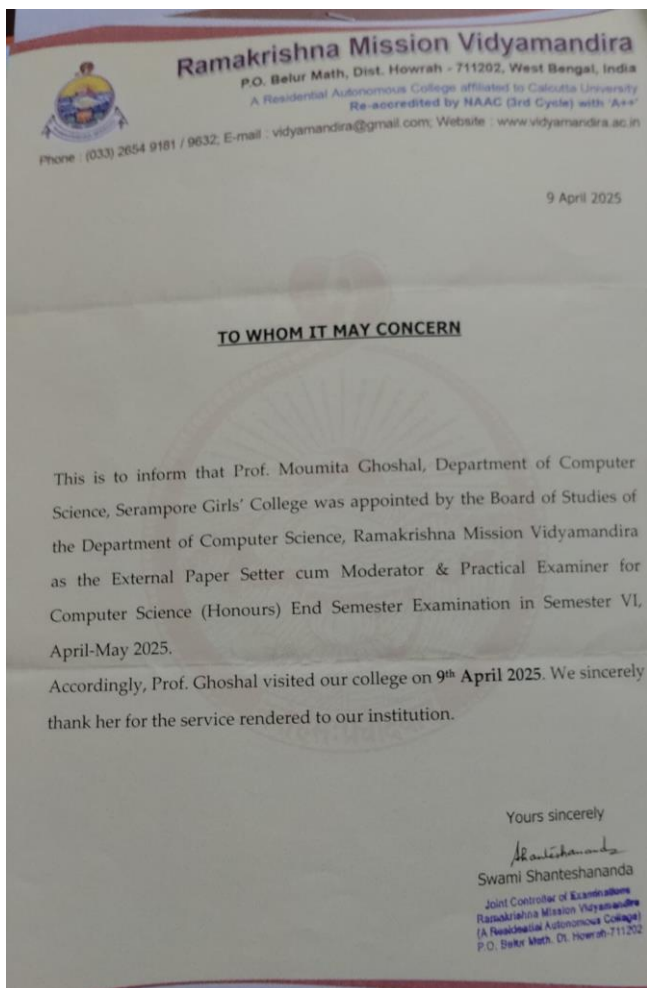 Ramakrishna Mission Vidyamandira
P.O. Belur Math, Dist. Howrah - 711202, West Bengal, India
A Residential Autonomous College affiliated to Calcutta University
Re-accredited by NAAC (3rd Cycle) with 'A++'
Phone : (033) 2654 9181 / 9632; E-mail : vidyamandira@gmail.com; Website : www.vidyamandira.ac.in
9 April 2025
TO WHOM IT MAY CONCERN
This is to inform that Prof. Moumita Ghoshal, Department of Computer
Science, Serampore Girls' College was appointed by the Board of Studies of
the Department of Computer Science, Ramakrishna Mission Vidyamandira
as the External Paper Setter cum Moderator & Practical Examiner for
Computer Science (Honours) End Semester Examination in Semester VI,
April-May 2025.
Accordingly, Prof. Ghoshal visited our college on 9th April 2025. We sincerely
thank her for the service rendered to our institution.
Yours sincerely
Shanteshananda
Swami Shanteshananda
Joint Controller of Examinations
Ramakrishna Mission Vidyamandira
(A Residential Autonomous College)
P.O. Belur Math, Dt. Howrah-711202